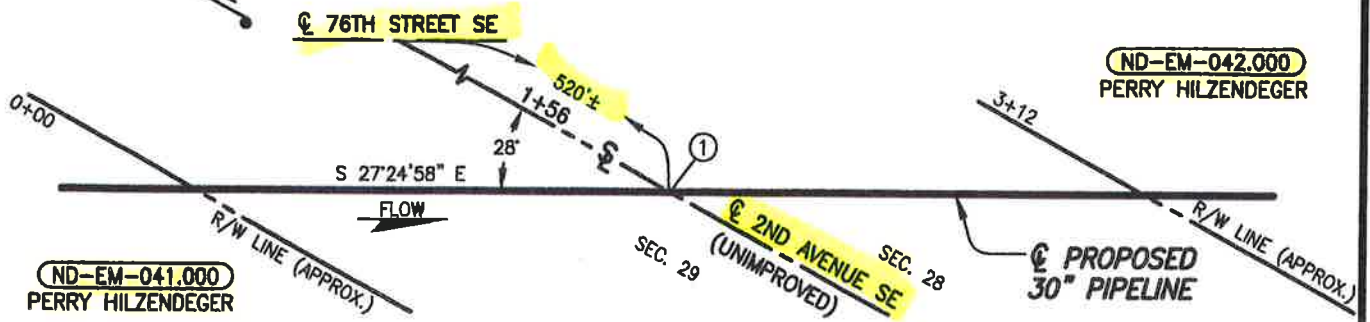 ℄ 76TH STREET SE
520'±
ND-EM-042.000
PERRY HILZENDEGER
0+00
1+56
3+12
28°
1
S 27°24'58" E
FLOW
R/W LINE (APPROX.)
℄
℄ 2ND AVENUE SE
(UNIMPROVED)
SEC. 29
SEC. 28
R/W LINE (APPROX.)
℄ PROPOSED
30" PIPELINE
ND-EM-041.000
PERRY HILZENDEGER